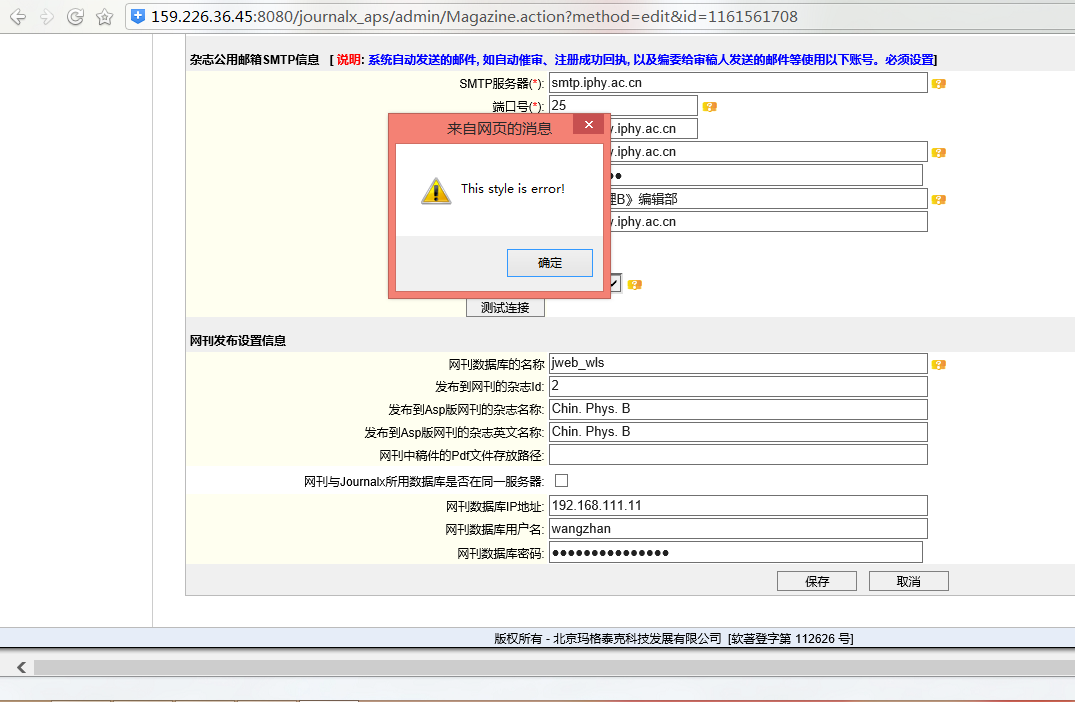 159.226.36.45:8080/journalx_aps/admin/Magazine.action?method=edit&id=1161561708
杂志公用邮箱SMTP信息 [ 说明: 系统自动发送的邮件, 如自动催审、注册成功回执, 以及编委给审稿人发送的邮件等使用以下账号。必须设置]
SMTP服务器(*): smtp.iphy.ac.cn
端口号(*): 25
来自网页的消息
.iphy.ac.cn
.iphy.ac.cn
This style is error!
B》编辑部
.iphy.ac.cn
确定
测试连接
网刊发布设置信息
网刊数据库的名称 jweb_wls
发布到网刊的杂志Id: 2
发布到Asp版网刊的杂志名称: Chin. Phys. B
发布到Asp版网刊的杂志英文名称: Chin. Phys. B
网刊中稿件的Pdf文件存放路径:
网刊与Journalx所用数据库是否在同一服务器:
网刊数据库IP地址: 192.168.111.11
网刊数据库用户名: wangzhan
网刊数据库密码: ●●●●●●●●●●●●●●●
保存 取消
版权所有 - 北京玛格泰克科技发展有限公司 [软著登字第 112626 号]